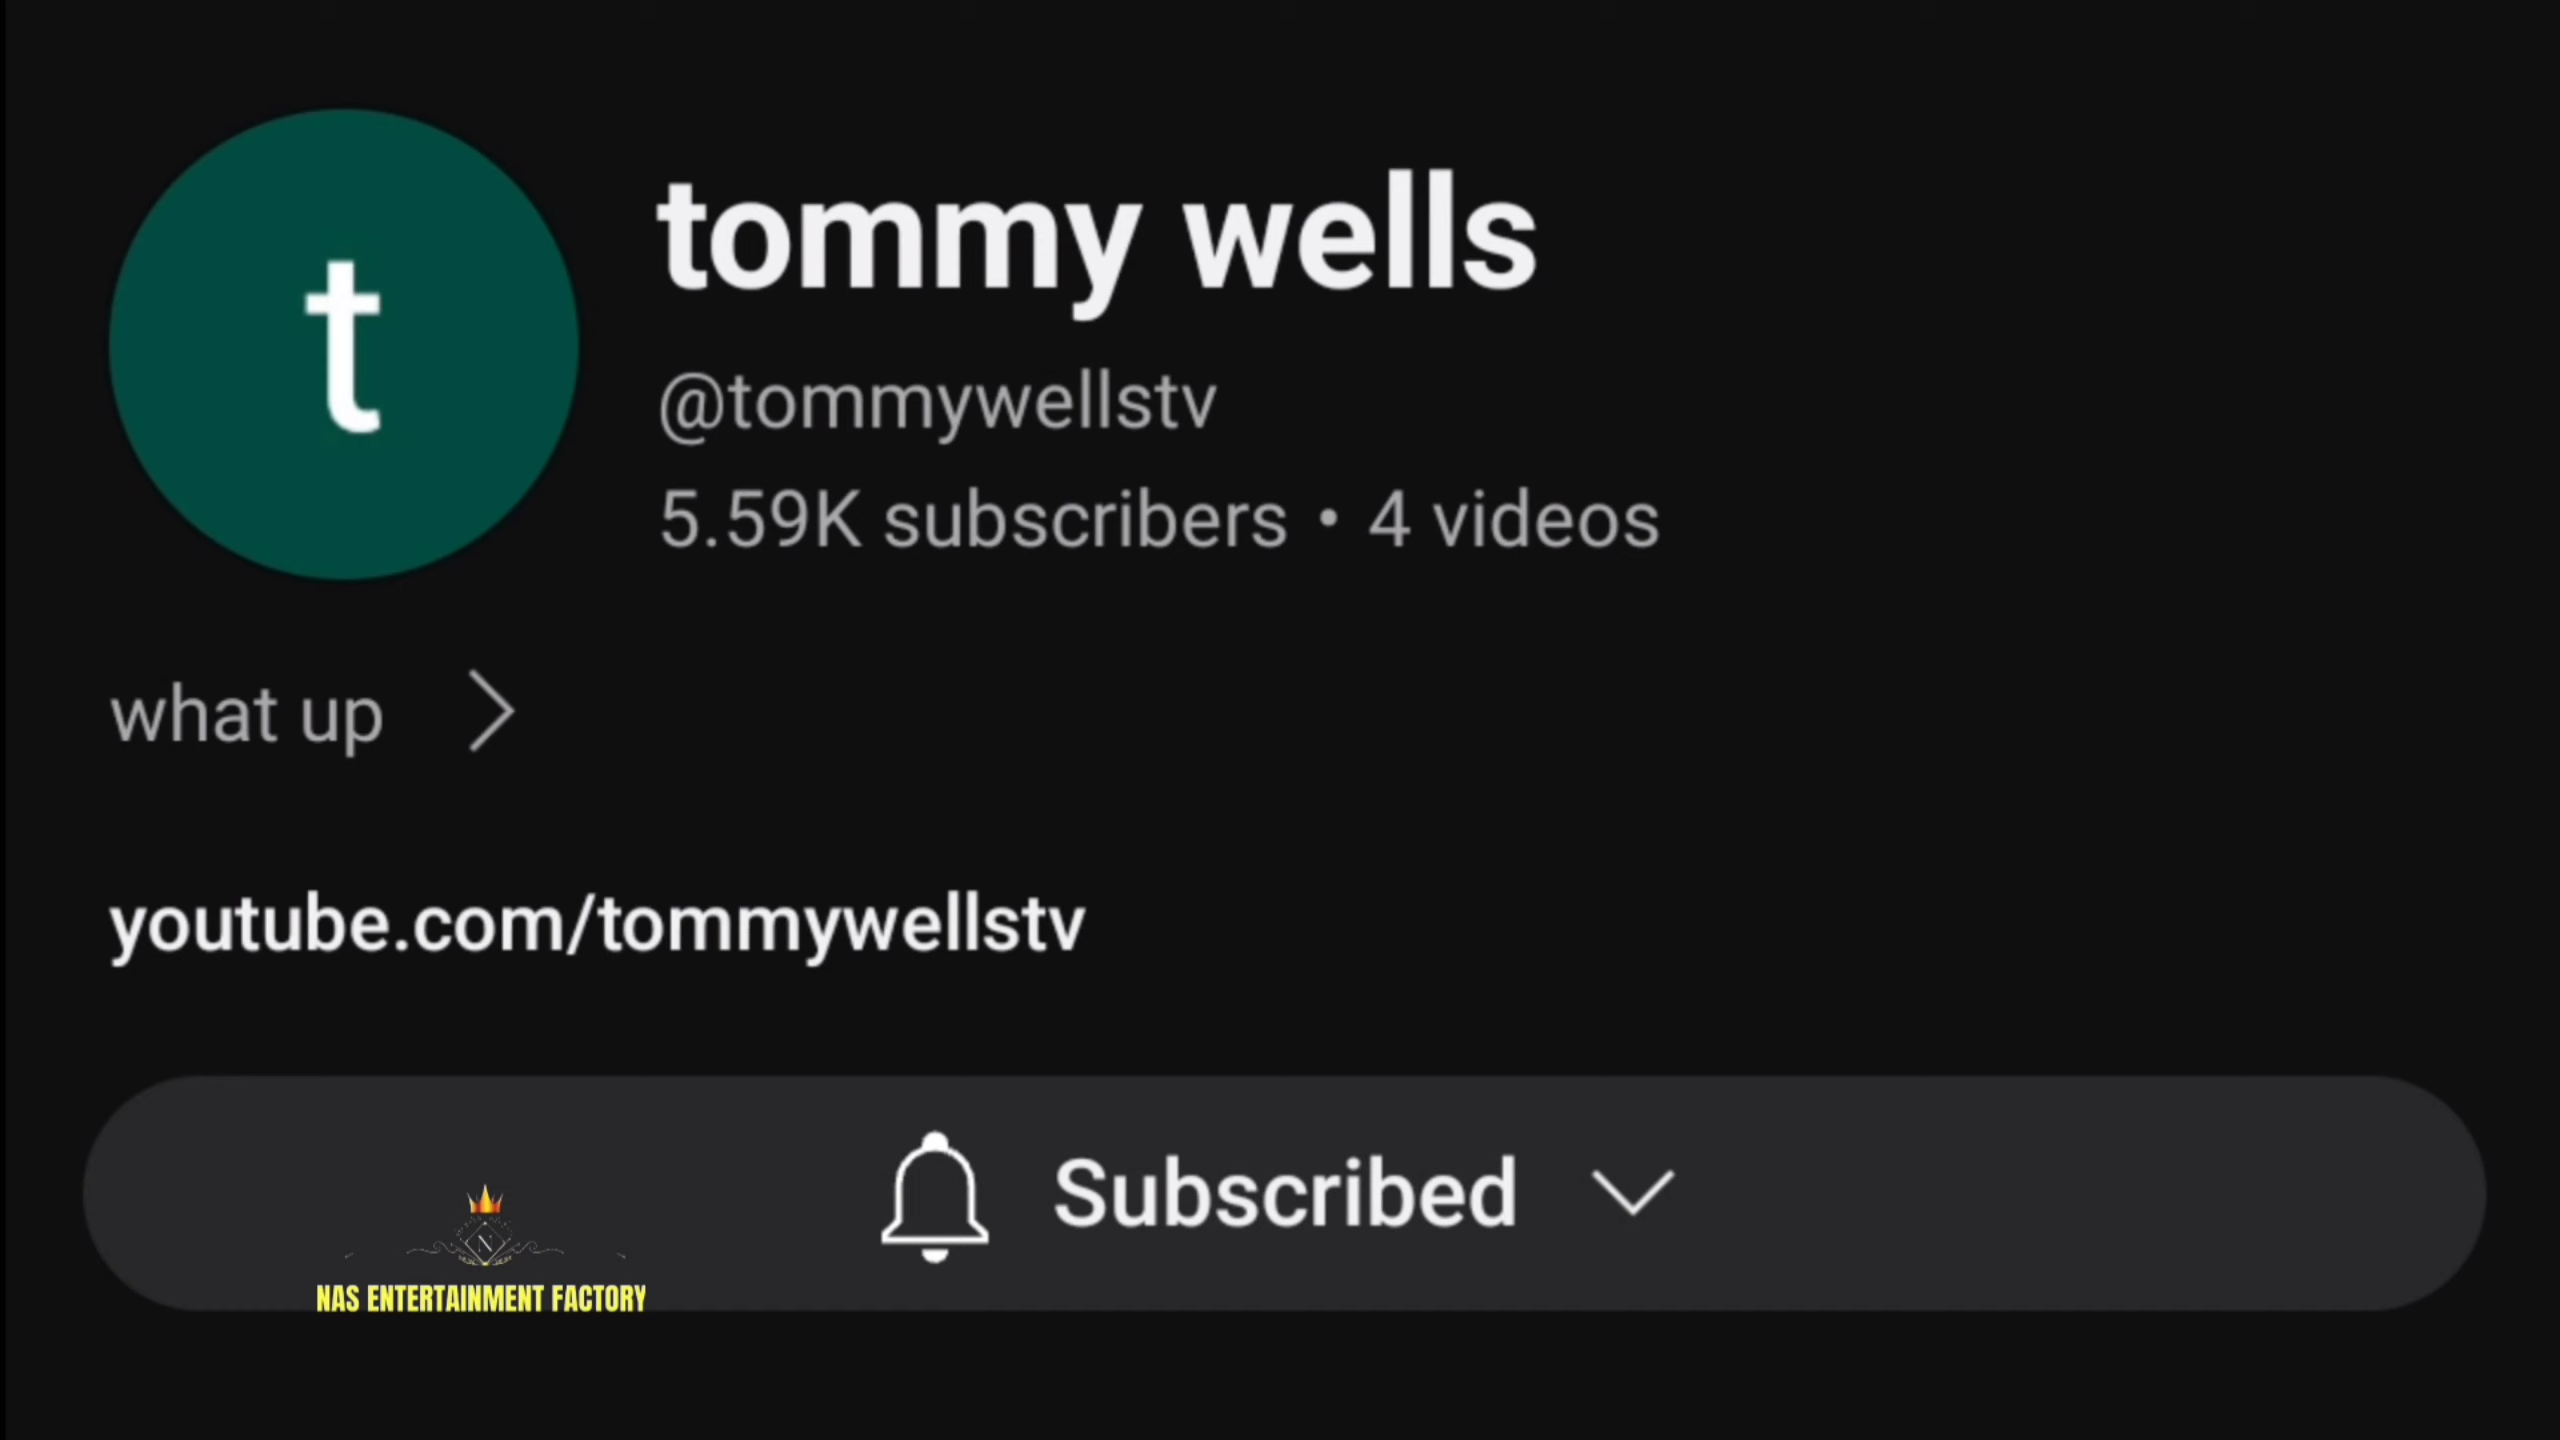 t
tommy wells
@tommywellstv
5.59K subscribers • 4 videos
what up
youtube.com/tommywellstv
Subscribed
N
NAS ENTERTAINMENT FACTORY